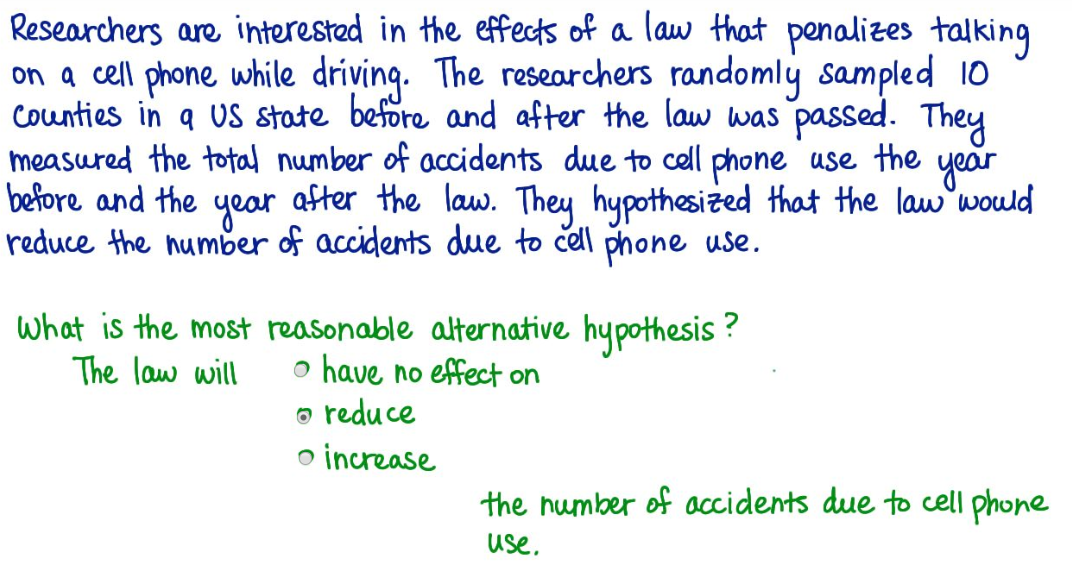 Researchers are interested in the effects of a law that penalizes talking
on a cell phone while driving. The researchers randomly sampled 10
counties in a US state before and after the law was passed. They
measured the total number of accidents due to cell phone use the year
before and the year after the law. They hypothesized that the law would
reduce the number of accidents due to cell phone use.
What is the most reasonable alternative hypothesis?
The law will have no effect on
reduce
increase
the number of accidents due to cell phone
use.